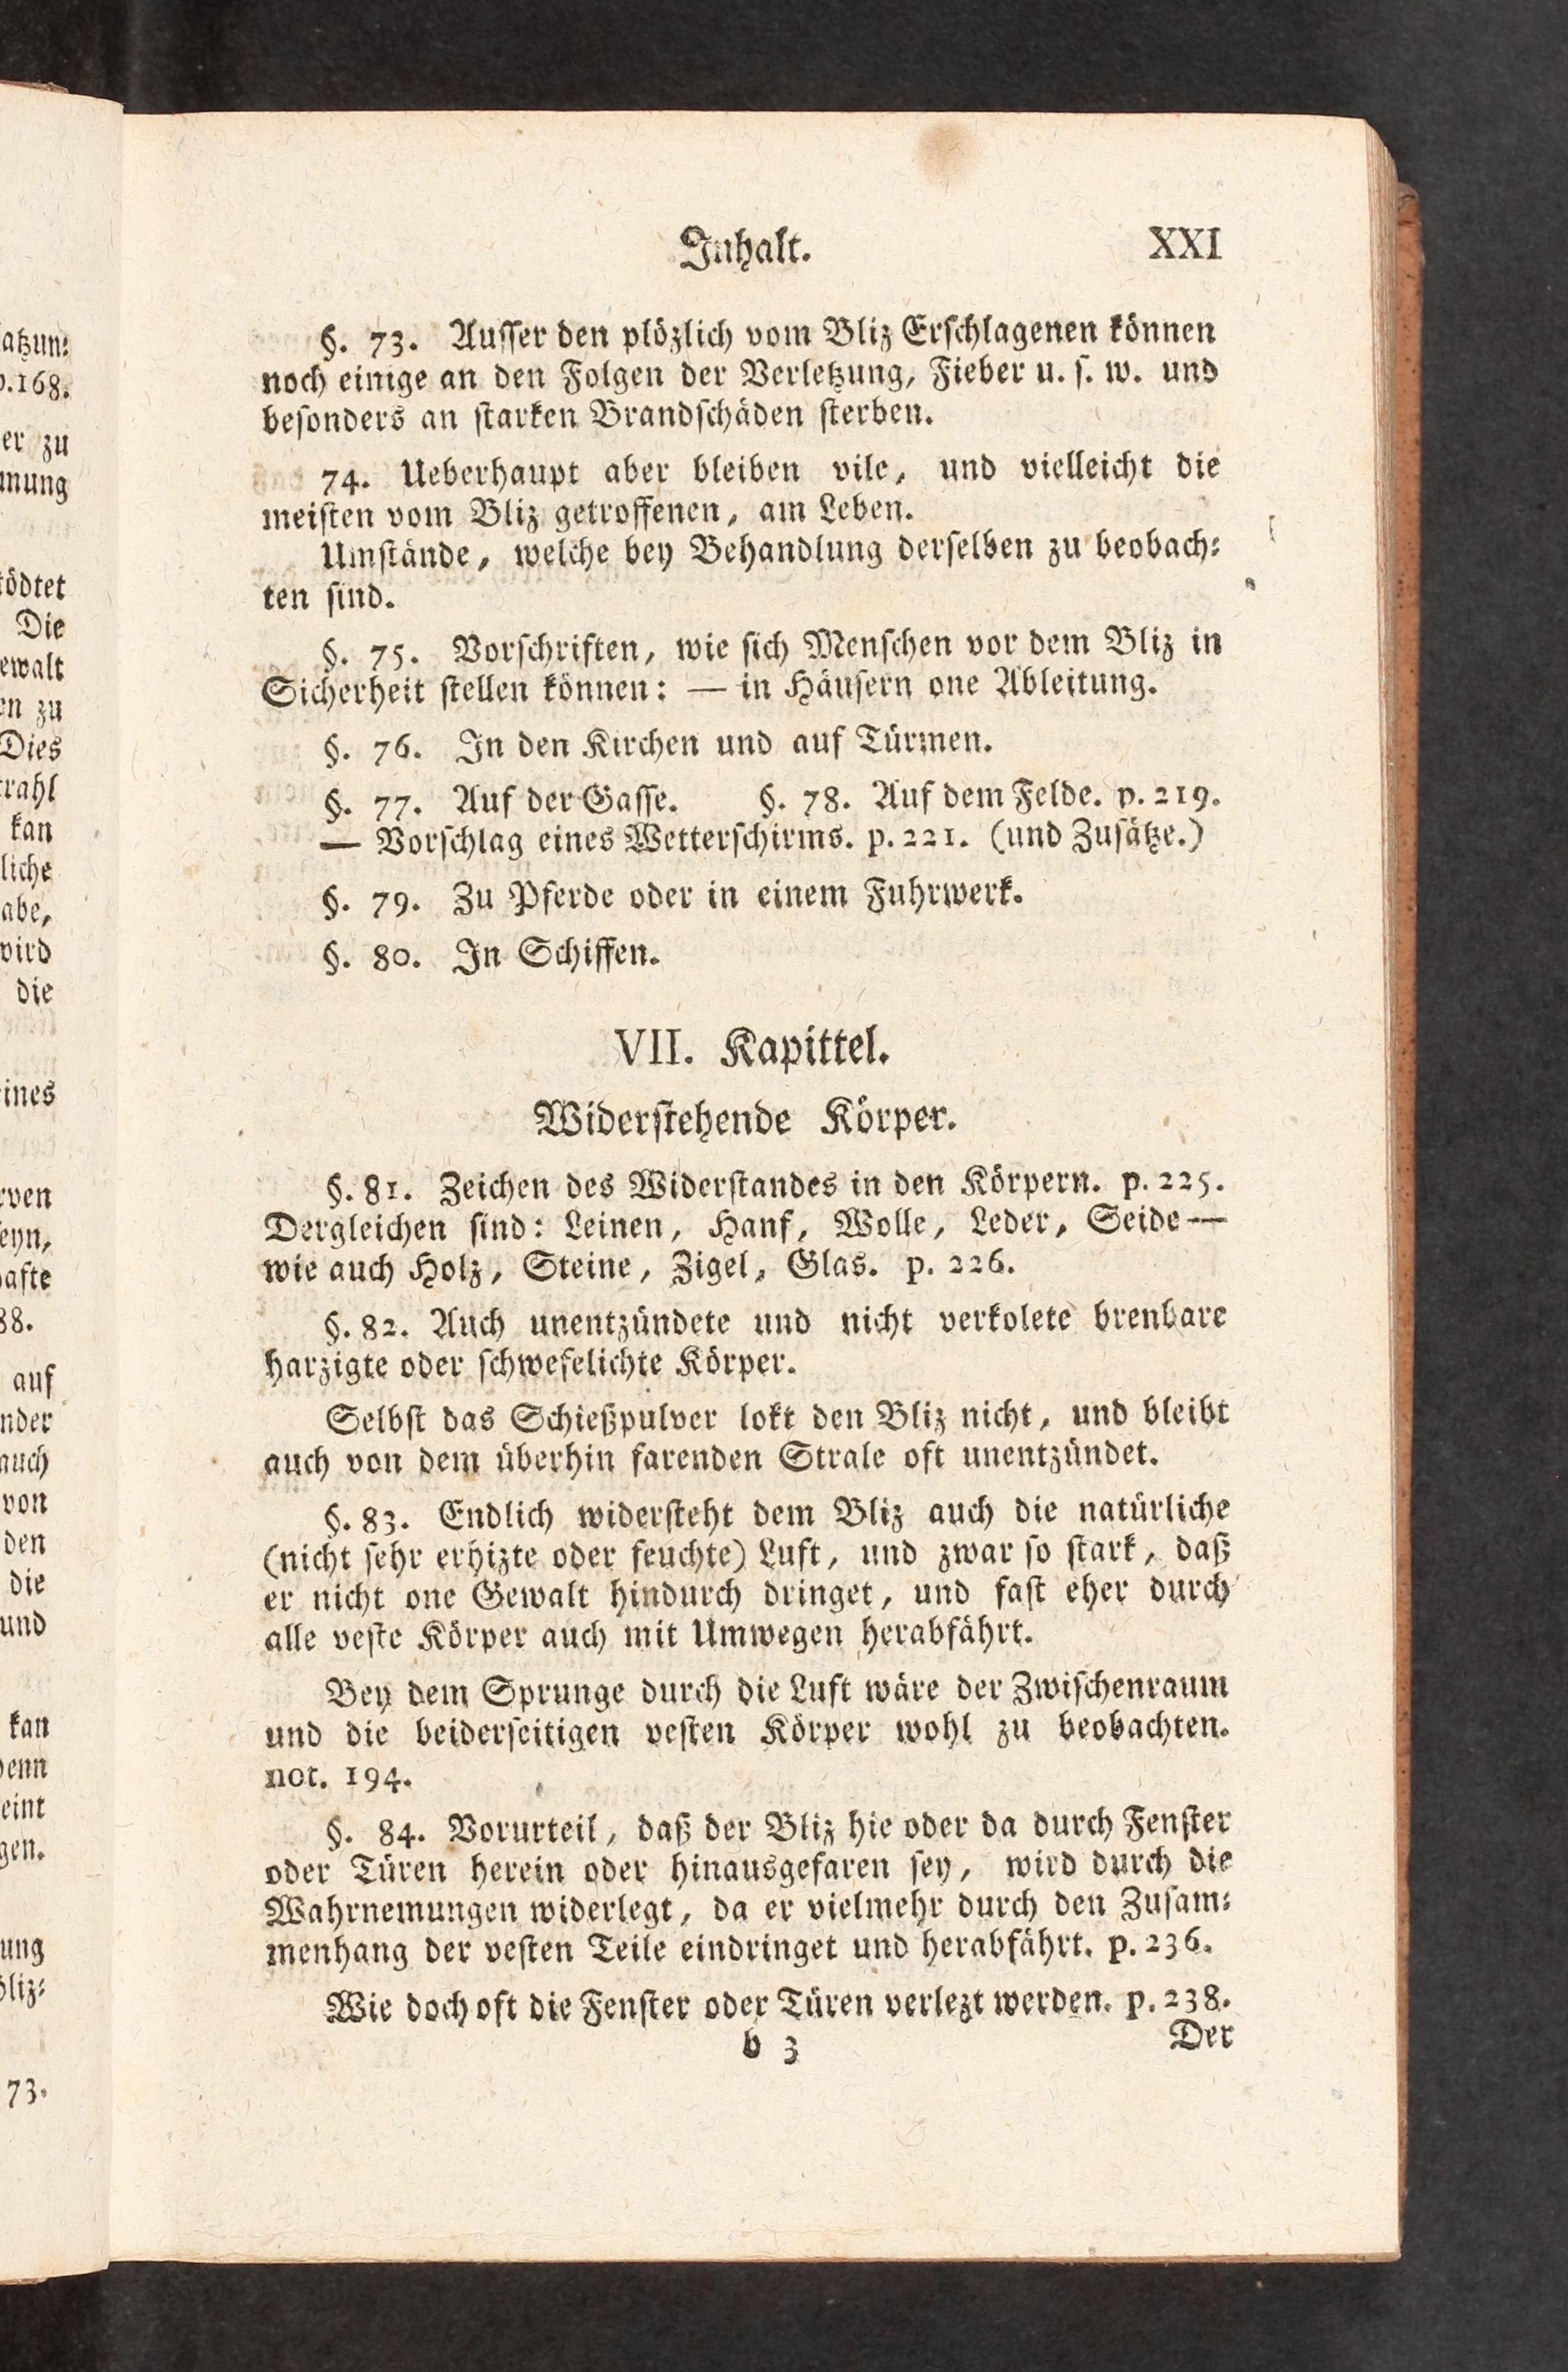 Inhalt. XXI
§. 73. Ausser den plözlich vom Bliz Erschlagenen können
noch einige an den Folgen der Verletzung, Fieber u. s. w. und
besonders an starken Brandschäden sterben.
74. Ueberhaupt aber bleiben vile, und vielleicht die
meisten vom Bliz getroffenen, am Leben.
Umstände, welche bey Behandlung derselben zu beobach-
ten sind.
§. 75. Vorschriften, wie sich Menschen vor dem Bliz in
Sicherheit stellen können: — in Häusern one Ableitung.
§. 76. In den Kirchen und auf Türmen.
§. 77. Auf der Gasse. §. 78. Auf dem Felde. p. 219.
— Vorschlag eines Wetterschirms. p. 221. (und Zusätze.)
§. 79. Zu Pferde oder in einem Fuhrwerk.
§. 80. In Schiffen.
VII. Kapittel.
Widerstehende Körper.
§. 81. Zeichen des Widerstandes in den Körpern. p. 225.
Dergleichen sind: Leinen, Hanf, Wolle, Leder, Seide —
wie auch Holz, Steine, Zigel, Glas. p. 226.
§. 82. Auch unentzündete und nicht verkolete brenbare
harzigte oder schwefelichte Körper.
Selbst das Schießpulver lokt den Bliz nicht, und bleibt
auch von dem überhin farenden Strale oft unentzündet.
§. 83. Endlich widersteht dem Bliz auch die natürliche
(nicht sehr erhizte oder feuchte) Luft, und zwar so stark, daß
er nicht one Gewalt hindurch dringet, und fast eher durch
alle veste Körper auch mit Umwegen herabfährt.
Bey dem Sprunge durch die Luft wäre der Zwischenraum
und die beiderseitigen vesten Körper wohl zu beobachten.
not. 194.
§. 84. Vorurteil, daß der Bliz hie oder da durch Fenster
oder Türen herein oder hinausgefaren sey, wird durch die
Wahrnemungen widerlegt, da er vielmehr durch den Zusam-
menhang der vesten Teile eindringet und herabfährt. p. 236.
Wie doch oft die Fenster oder Türen verlezt werden. p. 238.
b 3 Der